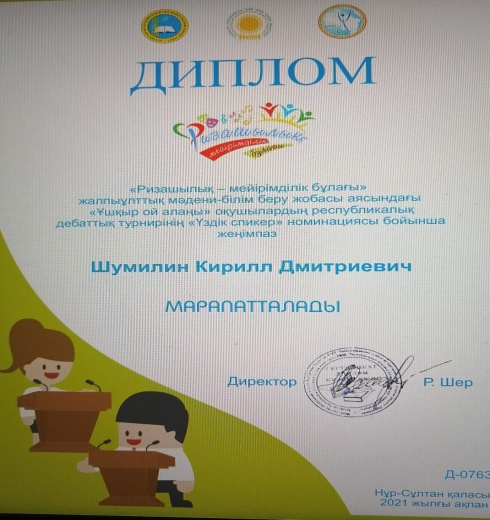 ДИПЛОМ
Ризашылық
мейірімділік
бұлағы
«Ризашылық – мейірімділік бұлағы»
жалпыұлттық мәдени-білім беру жобасы аясындағы
«Ұшқыр ой алаңы» оқушылардың республикалық
дебаттық турнирінің «Үздік спикер» номинациясы бойынша
жеңімпаз
Шумилин Кирилл Дмитриевич
МАРАПАТТАЛАДЫ
Директор
Р. Шер
Д-0763
Нұр-Сұлтан қаласы
2021 жылғы ақпан